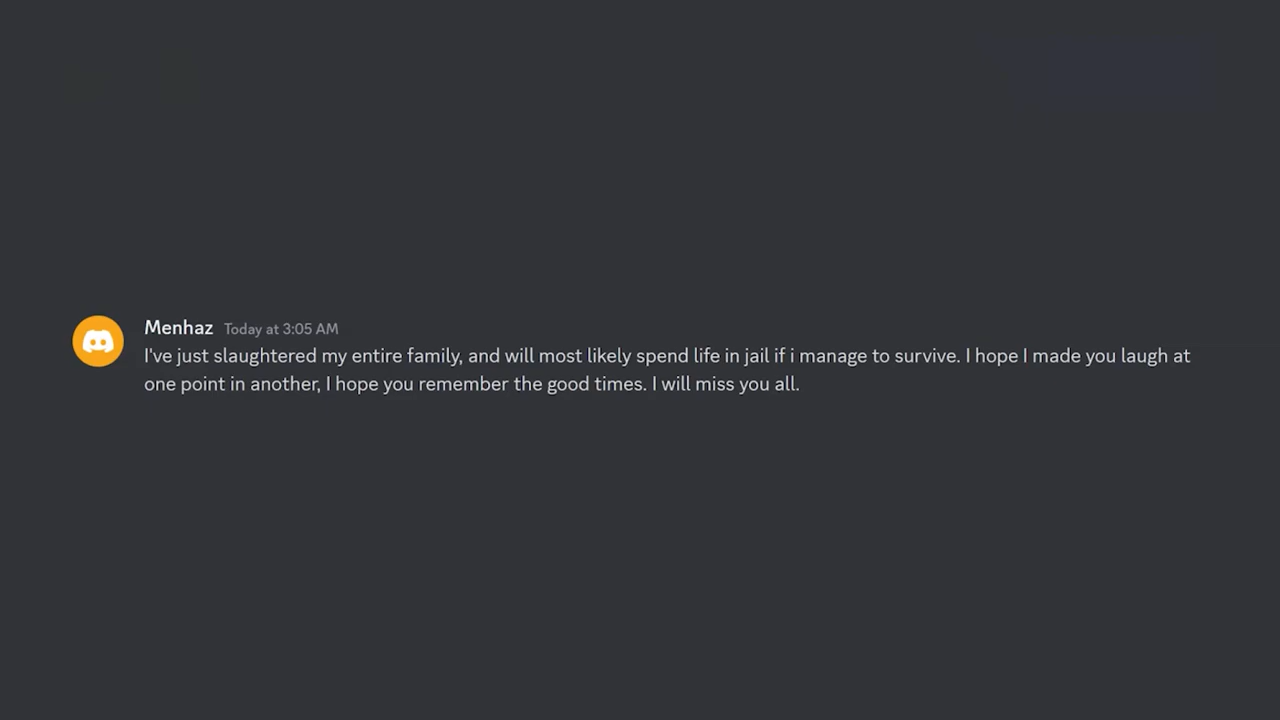 Menhaz Today at 3:05 AM
I've just slaughtered my entire family, and will most likely spend life in jail if i manage to survive. I hope I made you laugh at
one point in another, I hope you remember the good times. I will miss you all.